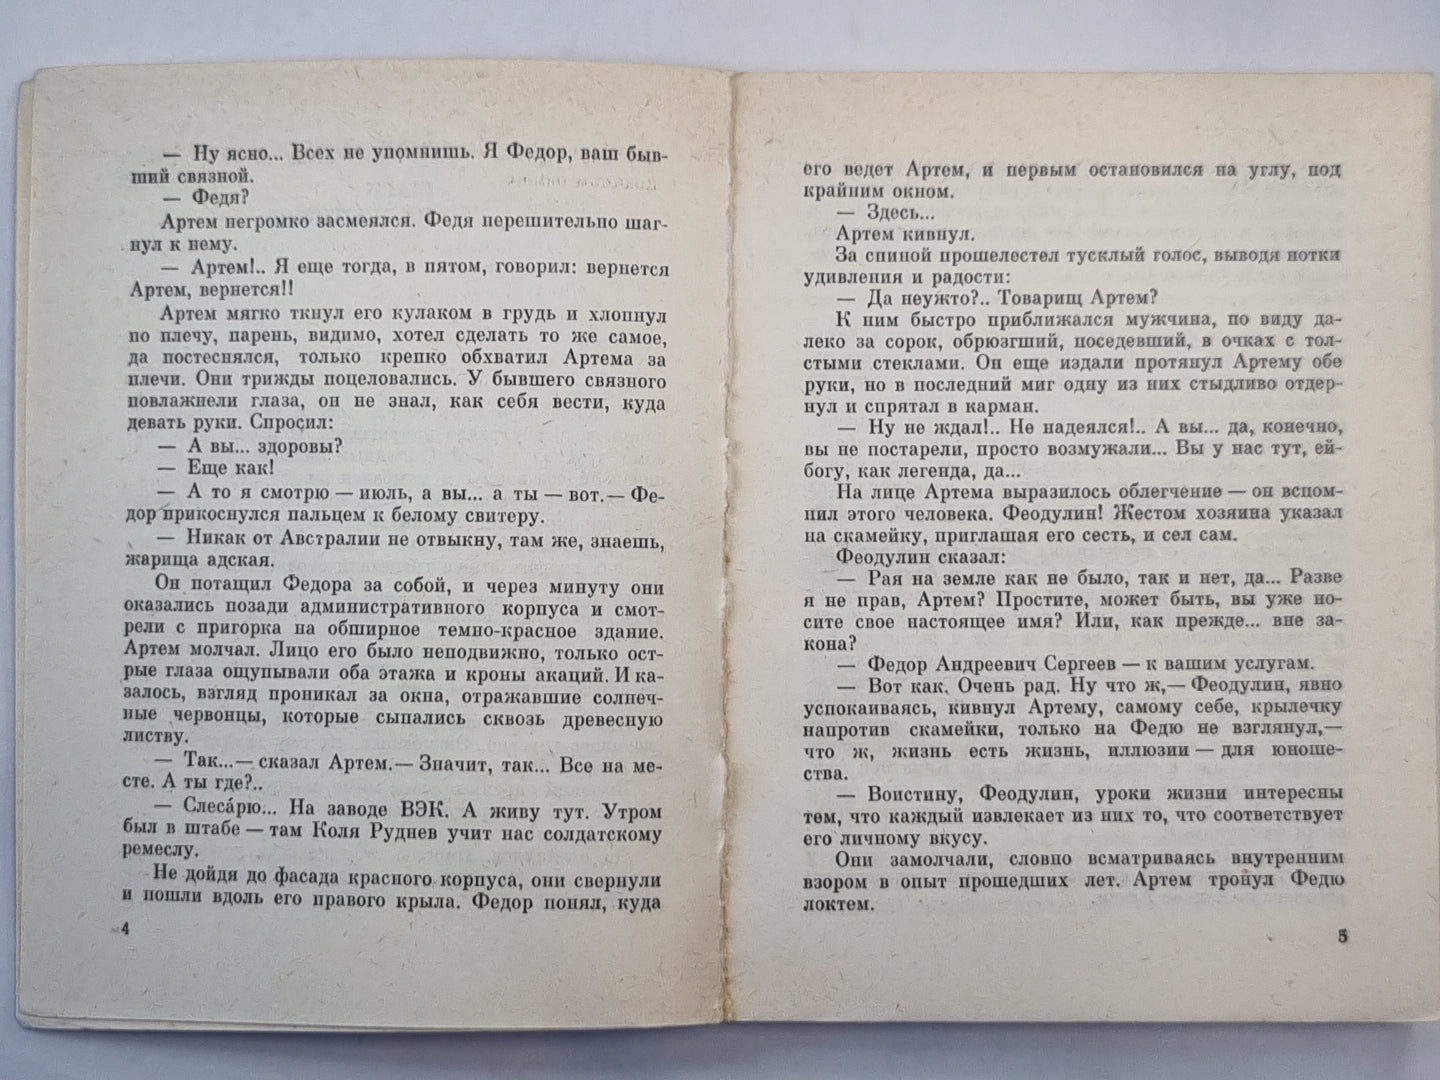 — Ну ясно... Всех не упомнишь. Я Федор, ваш быв-
ший связной.
— Федя?
Артем негромко засмеялся. Федя нерешительно шаг-
нул к нему.
— Артем!.. Я еще тогда, в пятом, говорил: вернется
Артем, вернется!!
Артем мягко ткнул его кулаком в грудь и хлопнул
по плечу, парень, видимо, хотел сделать то же самое,
да постеснялся, только крепко обхватил Артема за
плечи. Они трижды поцеловались. У бывшего связного
повлажнели глаза, он не знал, как себя вести, куда
девать руки. Спросил:
— А вы... здоровы?
— Еще как!
— А то я смотрю — июль, а вы... а ты — вот. — Фе-
дор прикоснулся пальцем к белому свитеру.
— Никак от Австралии не отвыкну, там же, знаешь,
жарища адская.
Он потащил Федора за собой, и через минуту они
оказались позади административного корпуса и смот-
рели с пригорка на обширное темно-красное здание.
Артем молчал. Лицо его было неподвижно, только ост-
рые глаза ощупывали оба этажа и кроны акаций. И ка-
залось, взгляд проникал за окна, отражавшие солнеч-
ные червонцы, которые сыпались сквозь древесную
листву.
— Так...— сказал Артем.— Значит, так... Все на ме-
сте. А ты где?..
— Слеса́рю... На заводе ВЭК. А живу тут. Утром
был в штабе — там Коля Руднев учит нас солдатскому
ремеслу.
Не дойдя до фасада красного корпуса, они свернули
и пошли вдоль его правого крыла. Федор понял, куда
4
его ведет Артем, и первым остановился на углу, под
крайним окном.
— Здесь...
Артем кивнул.
За спиной прошелестел тусклый голос, выводя нотки
удивления и радости:
— Да неужто?.. Товарищ Артем?
К ним быстро приближался мужчина, по виду да-
леко за сорок, обрюзгший, поседевший, в очках с тол-
стыми стеклами. Он еще издали протянул Артему обе
руки, но в последний миг одну из них стыдливо отдер-
нул и спрятал в карман.
— Ну не ждал!.. Не надеялся!.. А вы... да, конечно,
вы не постарели, просто возмужали... Вы у нас тут, ей-
богу, как легенда, да...
На лице Артема выразилось облегчение — он вспом-
нил этого человека. Феодулин! Жестом хозяина указал
на скамейку, приглашая его сесть, и сел сам.
Феодулин сказал:
— Рая на земле как не было, так и нет, да... Разве
я не прав, Артем? Простите, может быть, вы уже но-
сите свое настоящее имя? Или, как прежде... вне за-
кона?
— Федор Андреевич Сергеев — к вашим услугам.
— Вот как. Очень рад. Ну что ж,— Феодулин, явно
успокаиваясь, кивнул Артему, самому себе, крылечку
напротив скамейки, только на Федю не взглянул,—
что ж, жизнь есть жизнь, иллюзии — для юноше-
ства.
— Воистину, Феодулин, уроки жизни интересны
тем, что каждый извлекает из них то, что соответствует
его личному вкусу.
Они замолчали, словно всматриваясь внутренним
взором в опыт прошедших лет. Артем тронул Федю
локтем.
5